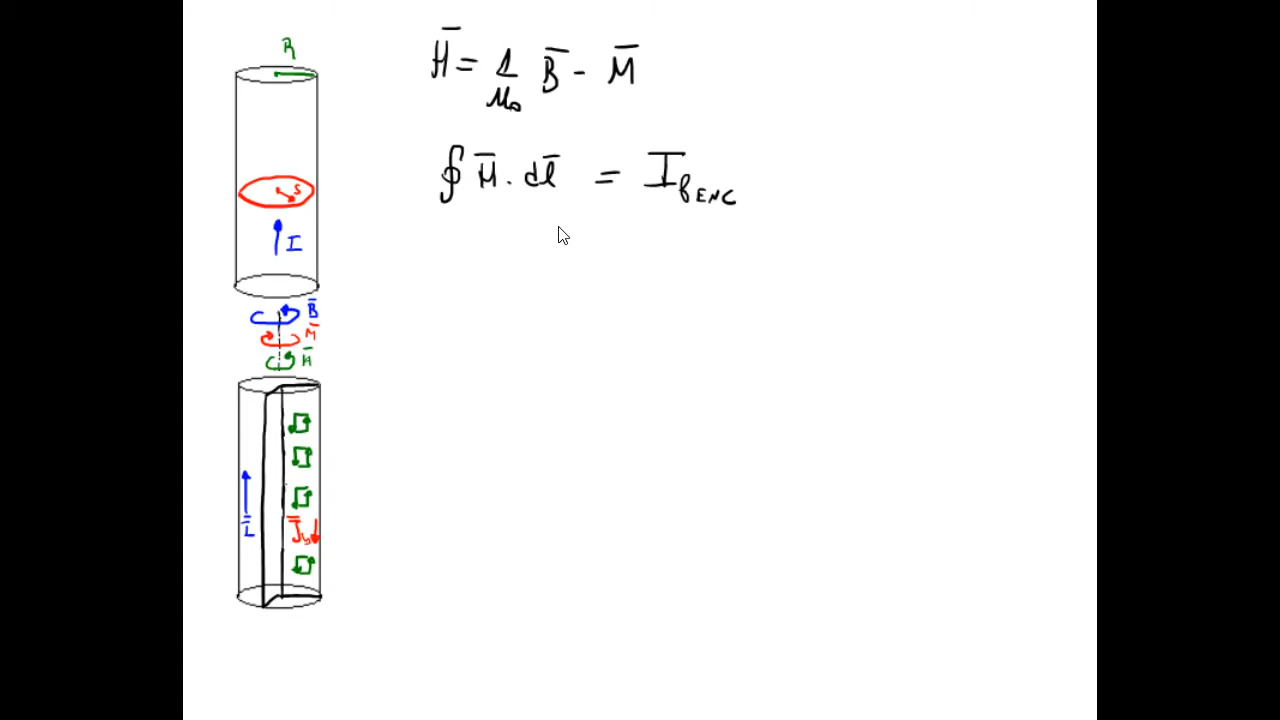 R
H̄ = 1/μ₀ B̄ - M̄
∮ H̄ . dl̄ = I_f ENC
s
I
B̄
M̄
H̄
J̄_b